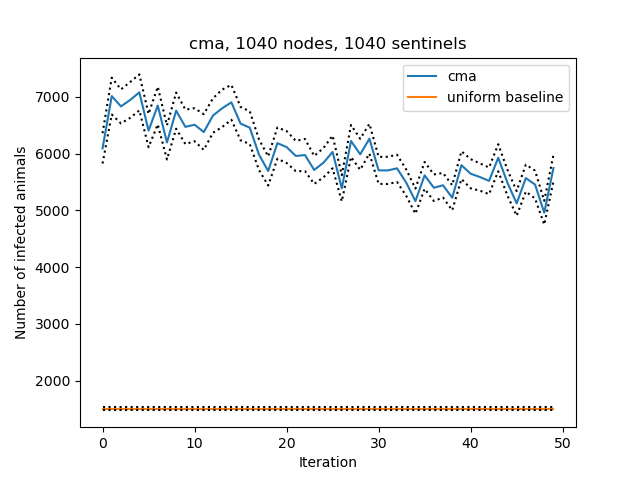 cma, 1040 nodes, 1040 sentinels
cma
uniform baseline
Number of infected animals
7000
6000
5000
4000
3000
2000
0 10 20 30 40 50
Iteration